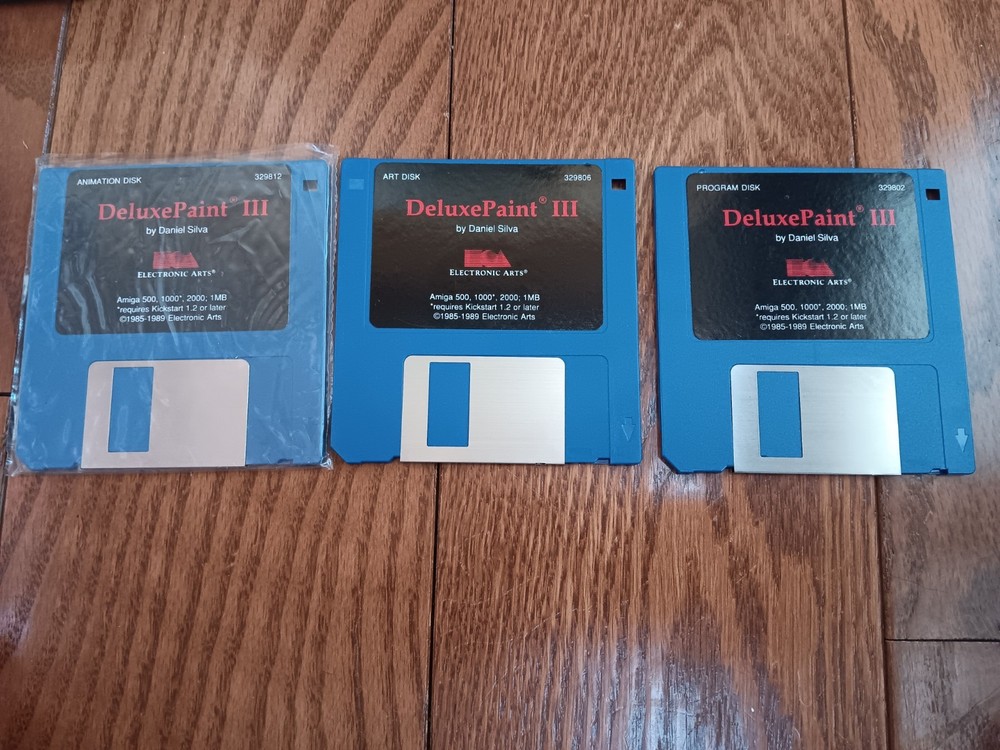 ANIMATION DISK 329812
DeluxePaint® III
by Daniel Silva
ELECTRONIC ARTS®
Amiga 500, 1000*, 2000; 1MB
*requires Kickstart 1.2 or later
©1985-1989 Electronic Arts
ART DISK 329806
DeluxePaint® III
by Daniel Silva
ELECTRONIC ARTS®
Amiga 500, 1000*, 2000; 1MB
*requires Kickstart 1.2 or later
©1985-1989 Electronic Arts
PROGRAM DISK 329802
DeluxePaint® III
by Daniel Silva
ELECTRONIC ARTS®
Amiga 500, 1000*, 2000; 1MB
*requires Kickstart 1.2 or later
©1985-1989 Electronic Arts